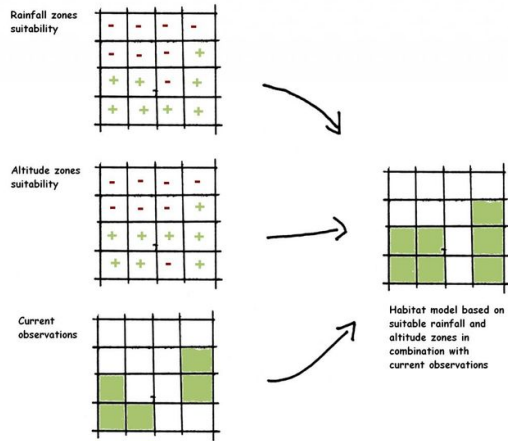 Rainfall zones
suitability
- - - -
- - - +
+ + - +
+ + + +
Altitude zones
suitability
- - - -
- - - +
+ + + +
+ + - +
Current
observations
Habitat model based on
suitable rainfall and
altitude zones in
combination with
current observations